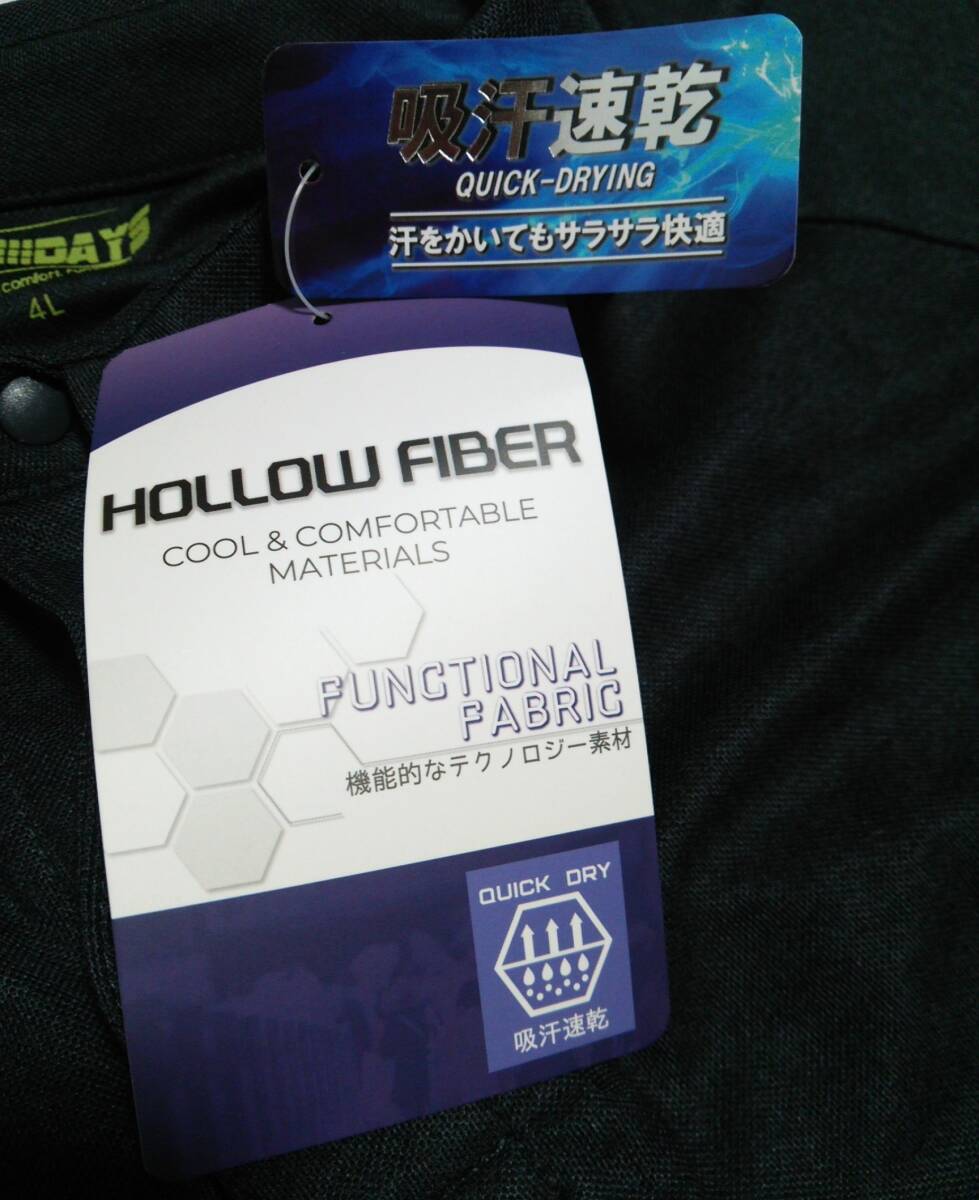 吸汗速乾
QUICK-DRYING
汗をかいてもサラサラ快適
4L
HOLLOW FIBER
COOL & COMFORTABLE
MATERIALS
FUNCTIONAL
FABRIC
機能的なテクノロジー素材
QUICK DRY
吸汗速乾